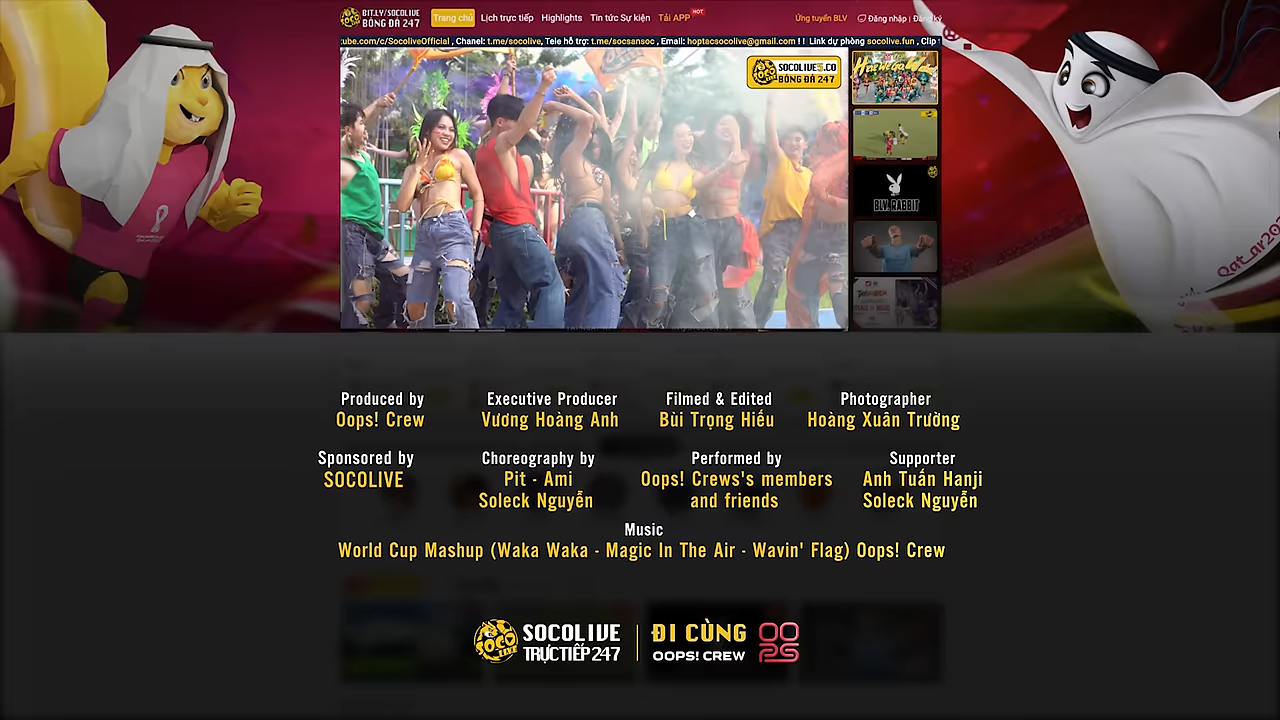 BIT.LY/SOCOLIVE
BÓNG ĐÁ 247
Trang chủ
Lịch trực tiếp
Highlights
Tin tức Sự kiện
Tải APP
HOT
Ứng tuyển BLV
Đăng nhập | Đăng ký
tube.com/c/SocoliveOfficial , Chanel: t.me/socolive, Tele hỗ trợ: t.me/socsansoc , Email: hoptacsocolive@gmail.com ! ! Link dự phòng socolive.fun , Clip
SOCOLIVE5.CO
BÓNG ĐÁ 247
BLV. RABBIT
Produced by
Oops! Crew
Executive Producer
Vương Hoàng Anh
Filmed & Edited
Bùi Trọng Hiếu
Photographer
Hoàng Xuân Trường
Sponsored by
SOCOLIVE
Choreography by
Pit - Ami
Soleck Nguyễn
Performed by
Oops! Crews's members
and friends
Supporter
Anh Tuấn Hanji
Soleck Nguyễn
Music
World Cup Mashup (Waka Waka - Magic In The Air - Wavin' Flag) Oops! Crew
SOCO LIVE
SOCOLIVE
TRỰC TIẾP 247
ĐI CÙNG
OOPS! CREW
OOPS